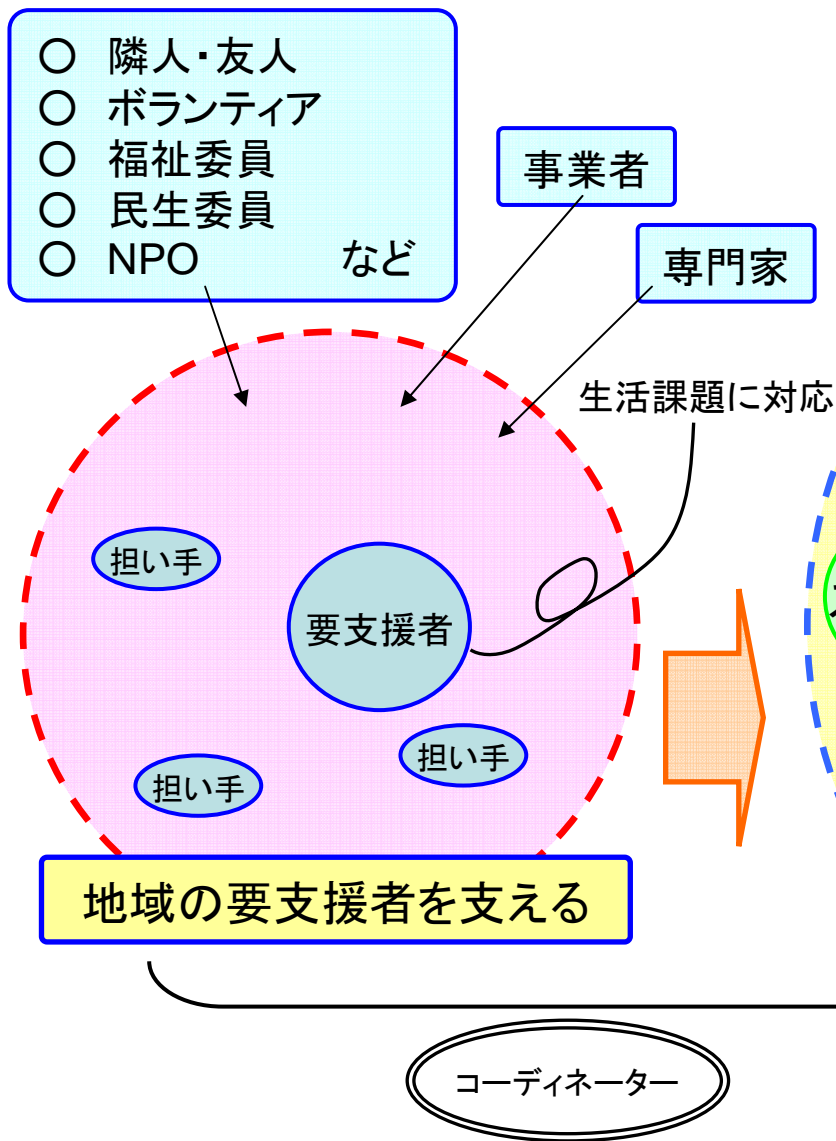 ○ 隣人・友人
○ ボランティア
○ 福祉委員
○ 民生委員
○ NPO など
事業者
専門家
生活課題に対応
担い手
要支援者
担い手
担い手
地域の要支援者を支える
コーディネーター